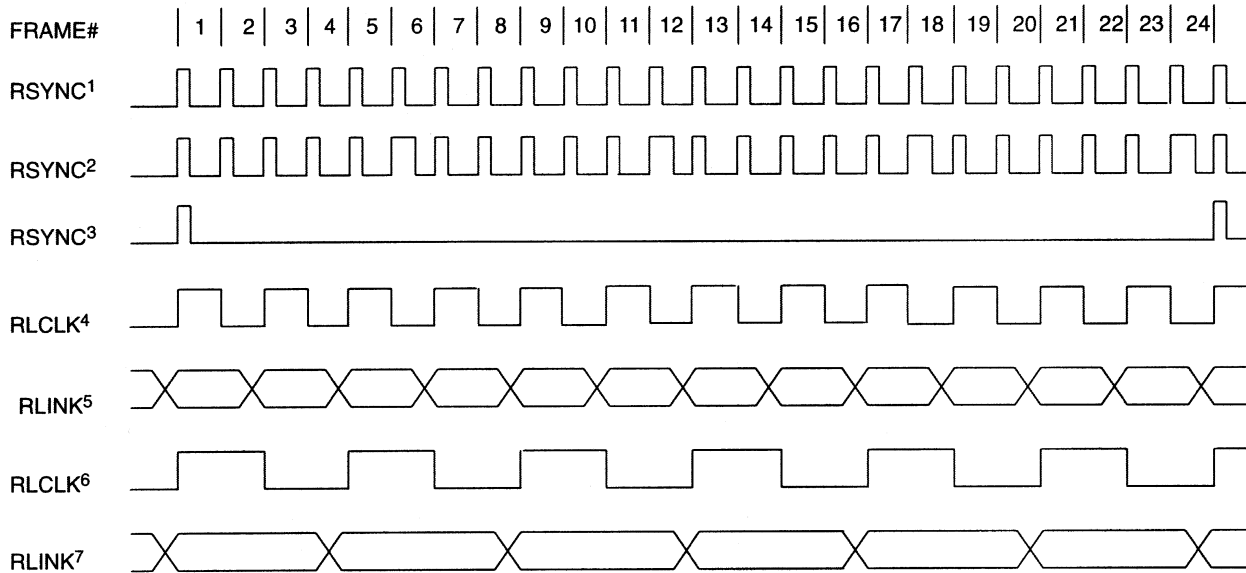 FRAME# 1 2 3 4 5 6 7 8 9 10 11 12 13 14 15 16 17 18 19 20 21 22 23 24
RSYNC1
RSYNC2
RSYNC3
RLCLK4
RLINK5
RLCLK6
RLINK7